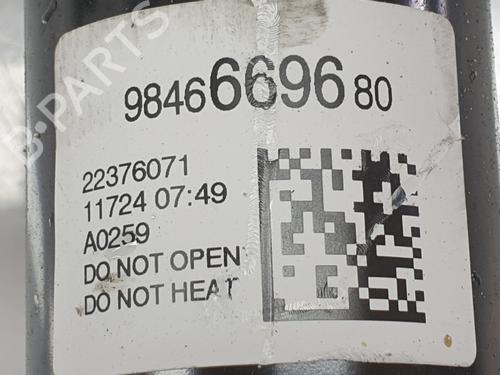 B-PARTS
9846669680
22376071
11724 07:49
A0259
DO NOT OPEN
DO NOT HEAT